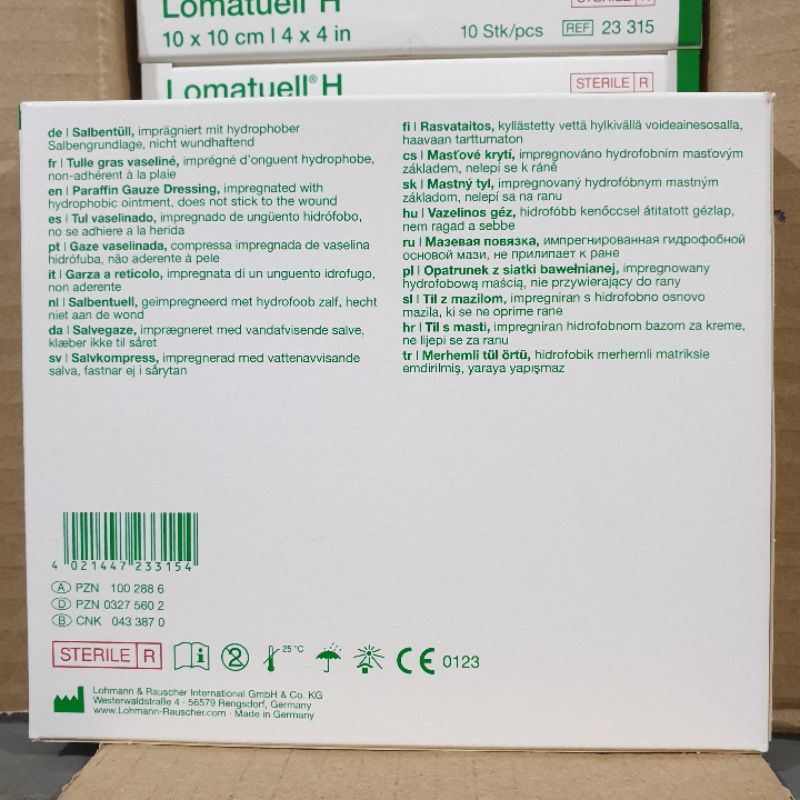 Lomatuell H
10 x 10 cm | 4 x 4 in
10 Stk/pcs REF 23 315
Lomatuell® H
STERILE R
de | Salbentüll, imprägniert mit hydrophober
Salbengrundlage, nicht wundhaftend
fr | Tulle gras vaseliné, imprégné d'onguent hydrophobe,
non-adhérent à la plaie
en | Paraffin Gauze Dressing, impregnated with
hydrophobic ointment, does not stick to the wound
es | Tul vaselinado, impregnado de ungüento hidrófobo,
no se adhiere a la herida
pt | Gaze vaselinada, compressa impregnada de vaselina
hidrófuba, não aderente à pele
it | Garza a reticolo, impregnata di un unguento idrofugo,
non aderente
nl | Salbentuell, geimpregneerd met hydrofoob zalf, hecht
niet aan de wond
da | Salvegaze, imprægneret med vandafvisende salve,
klæber ikke til såret
sv | Salvkompress, impregnerad med vattenavvisande
salva, fastnar ej i sårytan
fi | Rasvataitos, kyllästetty vettä hylkivällä voideainesosalla,
haavaan tarttumaton
cs | Masťové krytí, impregnováno hydrofobním masťovým
základem, nelepí se k ráně
sk | Mastný tyl, impregnovaný hydrofóbnym mastným
základom, nelepí sa na ranu
hu | Vazelinos géz, hidrofóbb kenőccsel átitatott gézlap,
nem ragad a sebbe
ru | Мазевая повязка, импрегнированная гидрофобной
основой мази, не прилипает к ране
pl | Opatrunek z siatki bawełnianej, impregnowany
hydrofobową maścią, nie przywierający do rany
sl | Til z mazilom, impregniran s hidrofobno osnovo
mazila, ki se ne oprime rane
hr | Til s masti, impregniran hidrofobnom bazom za kreme,
ne lijepi se za ranu
tr | Merhemli tül örtü, hidrofobik merhemli matriksle
emdirilmiş, yaraya yapışmaz
4 021447 233154
A PZN 100 288 6
D PZN 0327 560 2
B CNK 043 387 0
STERILE R
2
25 °C
CE 0123
Lohmann & Rauscher International GmbH & Co. KG
Westerwaldstraße 4 · 56579 Rengsdorf, Germany
www.Lohmann-Rauscher.com · Made in Germany